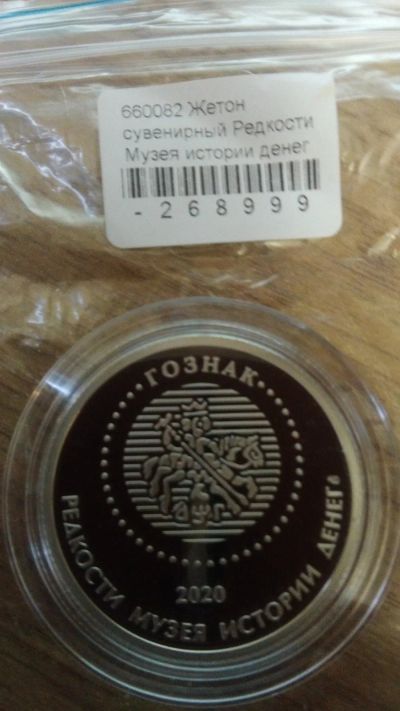 660082 Жетон
сувенирный Редкости
Музея истории денег
- 268999
ГОЗНАК
2020
РЕДКОСТИ МУЗЕЯ ИСТОРИИ ДЕНЕГ